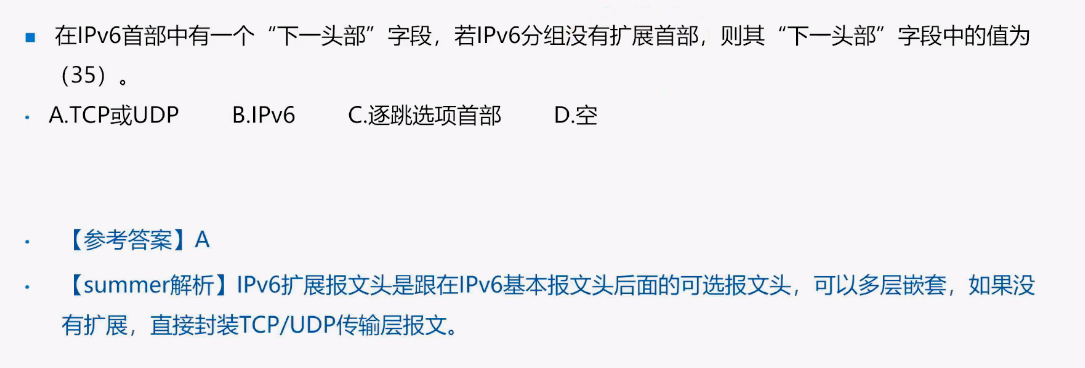 ■ 在IPv6首部中有一个“下一头部”字段，若IPv6分组没有扩展首部，则其“下一头部”字段中的值为
（35）。
· A.TCP或UDP B.IPv6 C.逐跳选项首部 D.空
· 【参考答案】A
· 【summer解析】IPv6扩展报文头是跟在IPv6基本报文头后面的可选报文头，可以多层嵌套，如果没
有扩展，直接封装TCP/UDP传输层报文。